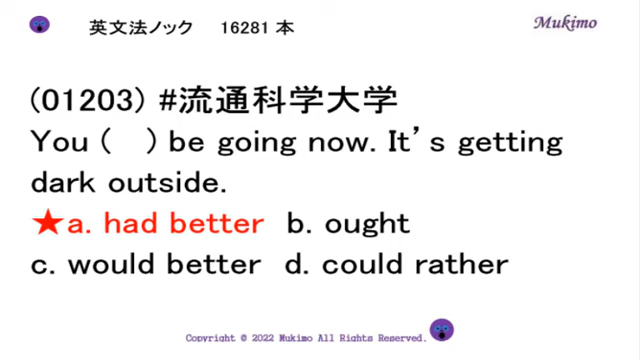 英文法ノック 16281 本
Mukimo
(01203) #流通科学大学
You (  ) be going now. It's getting
dark outside.
★a. had better b. ought
c. would better d. could rather
Copyright @ 2022 Mukimo All Rights Reserved.